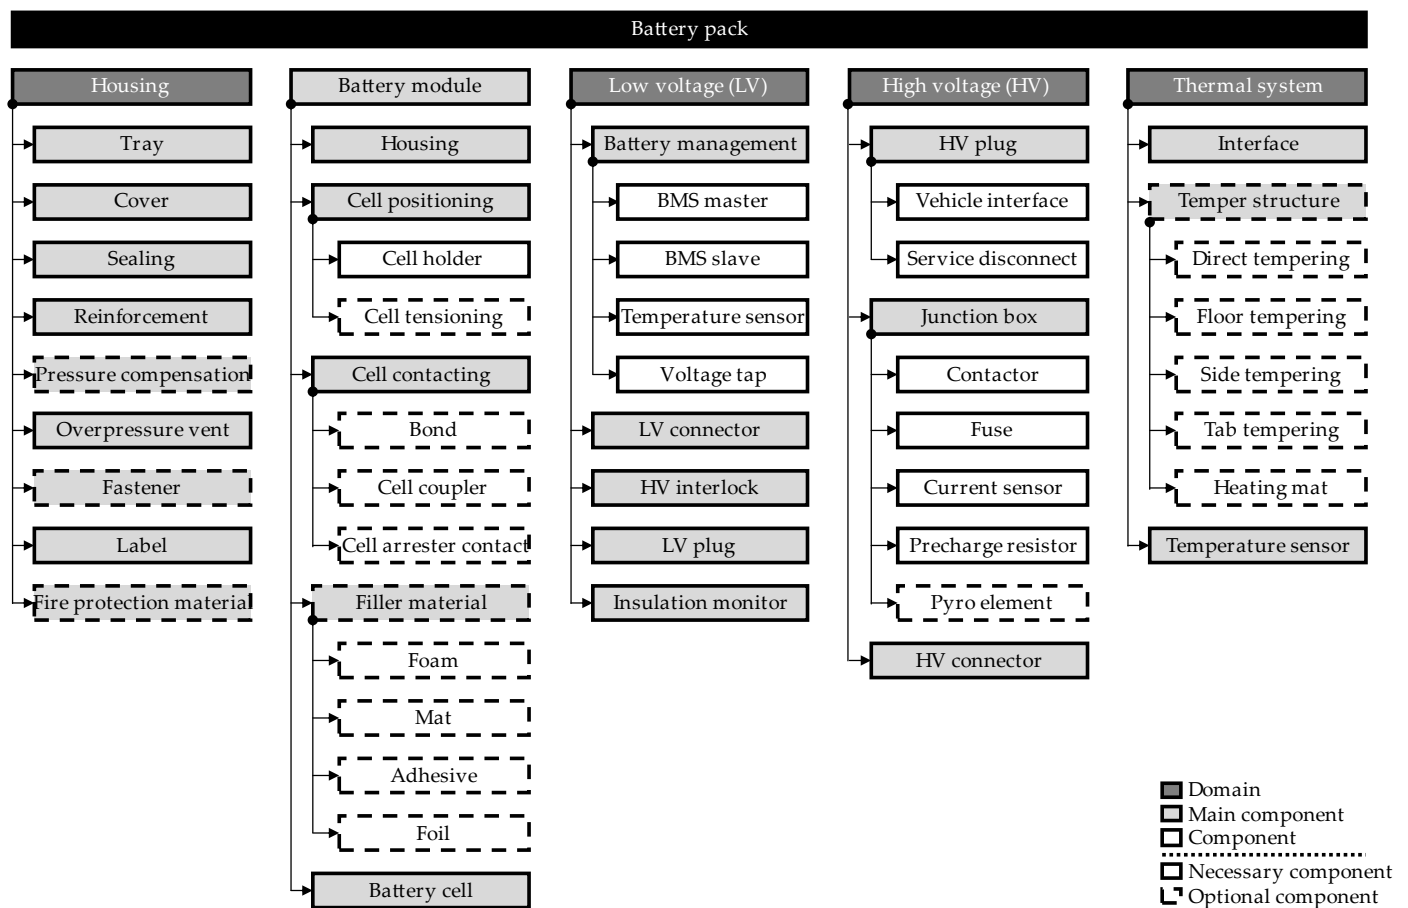 Battery pack
Housing
Tray
Cover
Sealing
Reinforcement
Pressure compensation
Overpressure vent
Fastener
Label
Fire protection material
Battery module
Housing
Cell positioning
Cell holder
Cell tensioning
Cell contacting
Bond
Cell coupler
Cell arrester contact
Filler material
Foam
Mat
Adhesive
Foil
Battery cell
Low voltage (LV)
Battery management
BMS master
BMS slave
Temperature sensor
Voltage tap
LV connector
HV interlock
LV plug
Insulation monitor
High voltage (HV)
HV plug
Vehicle interface
Service disconnect
Junction box
Contactor
Fuse
Current sensor
Precharge resistor
Pyro element
HV connector
Thermal system
Interface
Temper structure
Direct tempering
Floor tempering
Side tempering
Tab tempering
Heating mat
Temperature sensor
Domain
Main component
Component
Necessary component
Optional component